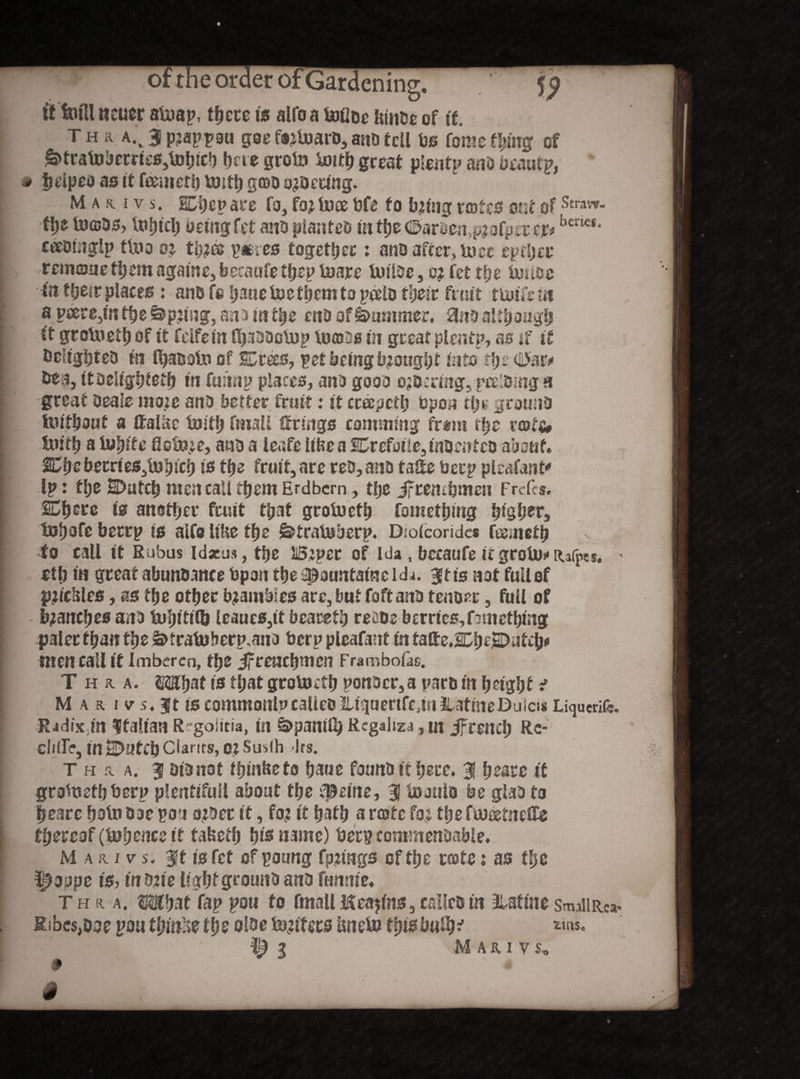 of the order of Gardening. 59
it will neuer away, there is also a wilde kinde of it.
THRA. I pray you goe forward, and tell vs some thing of
Strawberries, which here grow with great plenty and beauty,
helped as it seemeth with good ordering.
MARIVS. They are so, for wee vse to bring rootes out of Straw-
the woods, which being set and planted in the Garden, prosper ex- beries.
ceedingly two or three yeeres together: and after, wee eyther
remooue them againe, because they ware wilde, or set the wilde
in their places: and so haue we them to yeeld their fruit twise in
a yeere, in the Spring, and in the end of Summer. And although
it groweth of it selfe in shaddowy woods in great plenty, as if it
delighted in shadow of Trees, yet being brought into the Gar-
den, it delighteth in sunny places, and good ordering, yeelding a
great deale more and better fruit: it creepeth vpon the ground
without a stalke with small strings comming from the roote,
with a white flowre, and a leafe like a Trefoile, indented about.
The berries, which is the fruit, are red, and taste very pleasant-
ly: the Dutch men call them Erdbern, the Frenchmen Freses.
There is another fruit that groweth something higher,
whose berry is also like the Strawberry. Dioscorides seemeth
to call it Rubus Idæus, the Bryer of Ida, because it grow- Raspes.
eth in great abundance vpon the Mountaine Ida. It is not full of
prickles, as the other brambles are, but soft and tender, full of
branches and whitish leaues, it beareth redde berries, something
paler than the Strawbery, and very pleasant in taste. The Dutch-
men call it Imberen, the Frenchmen Framboſas.
THRA. What is that groweth yonder, a yard in height?
MARIVS. It is commonly called Liquerise, in Latine Dulcis Liquerise.
Radix, in Italian Regolitia, in Spanish Regaliza, in French Re-
clisse, in Dutch Clarits, or Susshhlts.
THRA. I did not thinke to haue found it here. I heare it
groweth very plentifull about the Meine, I would be glad to
heare how doe you order it, for it hath a roote for the sweetnesse
thereof (whence it taketh his name) very commendable.
MARIVS. It is set of young springs of the roote: as the
Hoppe is, in drie light ground and sunnie.
THRA. What say you to small Reazins, called in Latine Small Rea-
Ribes, doe you thinke the olde writers knew this bush? zins.
H 3 MARIVS.